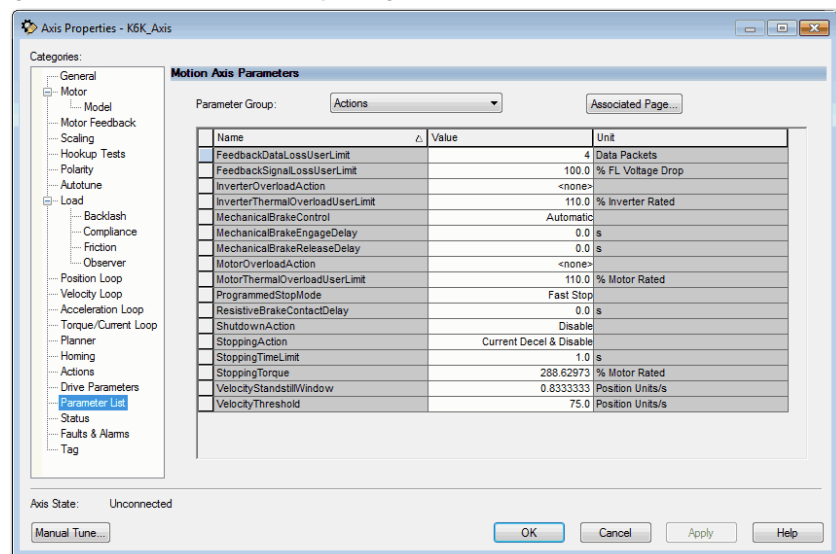 Axis Properties - K6K_Axis
Categories:
General
Motor
Model
Motor Feedback
Scaling
Hookup Tests
Polarity
Autotune
Load
Backlash
Compliance
Friction
Observer
Position Loop
Velocity Loop
Acceleration Loop
Torque/Current Loop
Planner
Homing
Actions
Drive Parameters
Parameter List
Status
Faults & Alarms
Tag
Motion Axis Parameters
Parameter Group: Actions Associated Page...
Name Value Unit
FeedbackDataLossUserLimit 4 Data Packets
FeedbackSignalLossUserLimit 100.0 % FL Voltage Drop
InverterOverloadAction <none>
InverterThermalOverloadUserLimit 110.0 % Inverter Rated
MechanicalBrakeControl Automatic
MechanicalBrakeEngageDelay 0.0 s
MechanicalBrakeReleaseDelay 0.0 s
MotorOverloadAction <none>
MotorThermalOverloadUserLimit 110.0 % Motor Rated
ProgrammedStopMode Fast Stop
ResistiveBrakeContactDelay 0.0 s
ShutdownAction Disable
StoppingAction Current Decel & Disable
StoppingTimeLimit 1.0 s
StoppingTorque 288.62973 % Motor Rated
VelocityStandstillWindow 0.8333333 Position Units/s
VelocityThreshold 75.0 Position Units/s
Axis State: Unconnected
Manual Tune... OK Cancel Apply Help